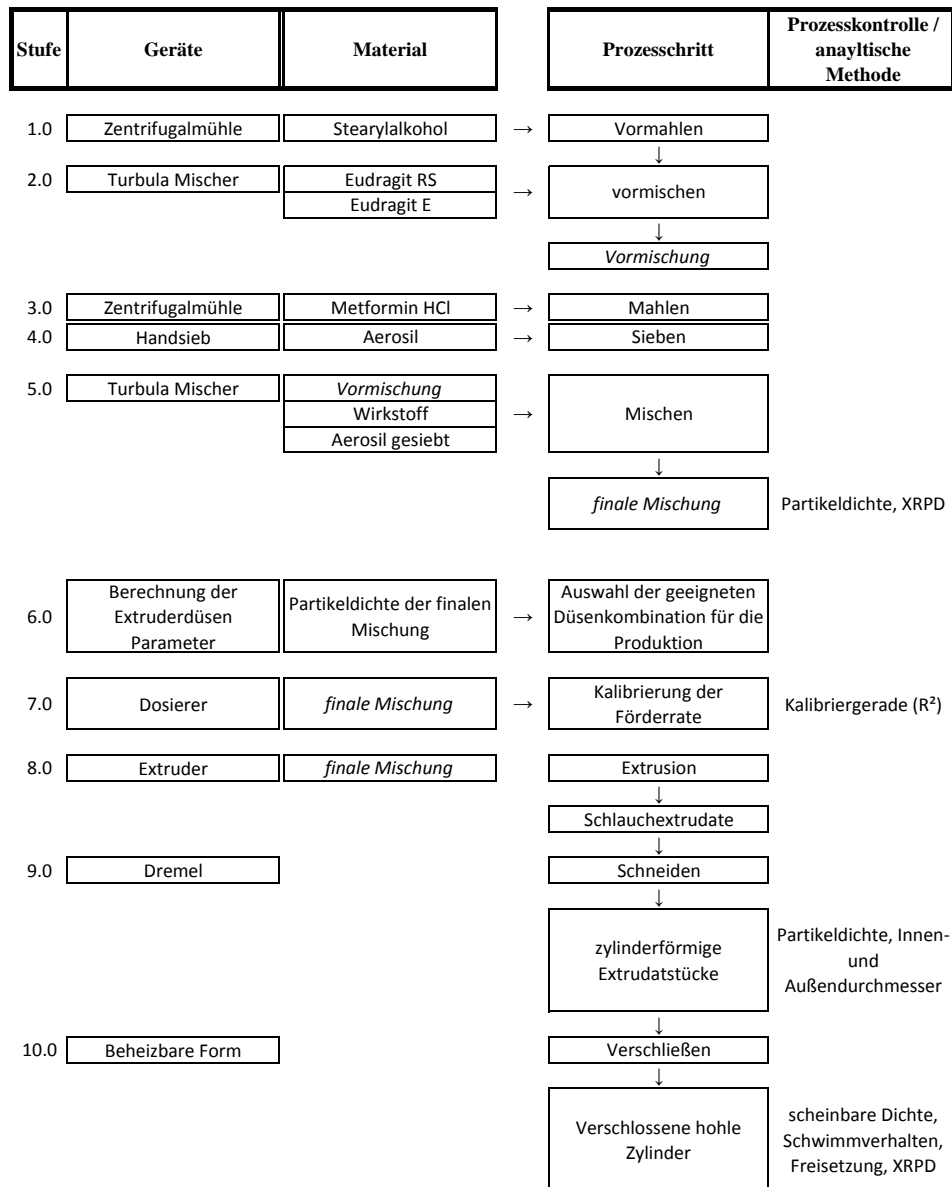 Stufe
Geräte
Material
Prozesschritt
Prozesskontrolle /
anayltische
Methode
1.0
Zentrifugalmühle
Stearylalkohol
→
Vormahlen
↓
2.0
Turbula Mischer
Eudragit RS
Eudragit E
→
vormischen
↓
Vormischung
3.0
Zentrifugalmühle
Metformin HCl
→
Mahlen
4.0
Handsieb
Aerosil
→
Sieben
5.0
Turbula Mischer
Vormischung
Wirkstoff
Aerosil gesiebt
→
Mischen
↓
finale Mischung
Partikeldichte, XRPD
6.0
Berechnung der
Extruderdüsen
Parameter
Partikeldichte der finalen
Mischung
→
Auswahl der geeigneten
Düsenkombination für die
Produktion
7.0
Dosierer
finale Mischung
→
Kalibrierung der
Förderrate
Kalibriergerade (R²)
8.0
Extruder
finale Mischung
Extrusion
↓
Schlauchextrudate
↓
9.0
Dremel
Schneiden
↓
zylinderförmige
Extrudatstücke
Partikeldichte, Innen-
und
Außendurchmesser
↓
10.0
Beheizbare Form
Verschließen
↓
Verschlossene hohle
Zylinder
scheinbare Dichte,
Schwimmverhalten,
Freisetzung, XRPD